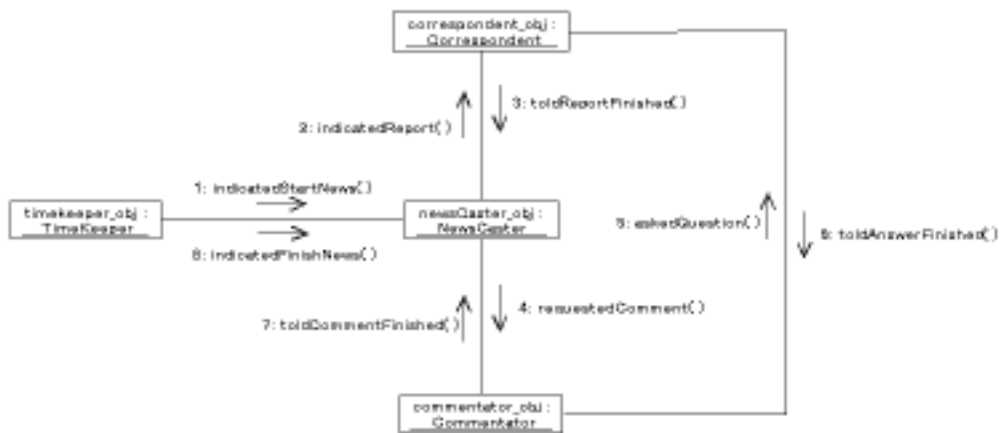 correspondent_obj :
Correspondent
3: toldReportFinished()
2: indicatedReport()
1: indicatedStartNews()
timekeeper_obj :
TimeKeeper
newsCaster_obj :
NewsCaster
5: askedQuestion()
6: toldAnswerFinished()
8: indicatedFinishNews()
4: requestedComment()
7: toldCommentFinished()
commentator_obj :
Commentator